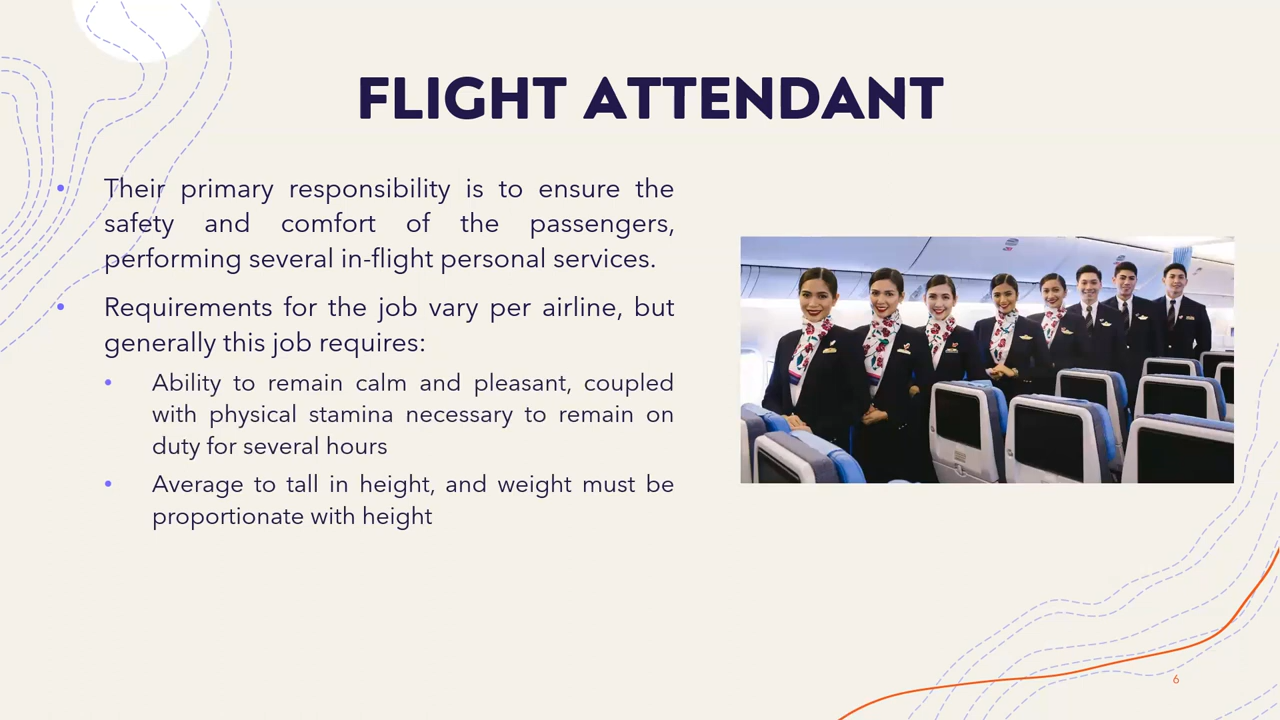 FLIGHT ATTENDANT
• Their primary responsibility is to ensure the
safety and comfort of the passengers,
performing several in-flight personal services.
• Requirements for the job vary per airline, but
generally this job requires:
• Ability to remain calm and pleasant, coupled
with physical stamina necessary to remain on
duty for several hours
• Average to tall in height, and weight must be
proportionate with height
6